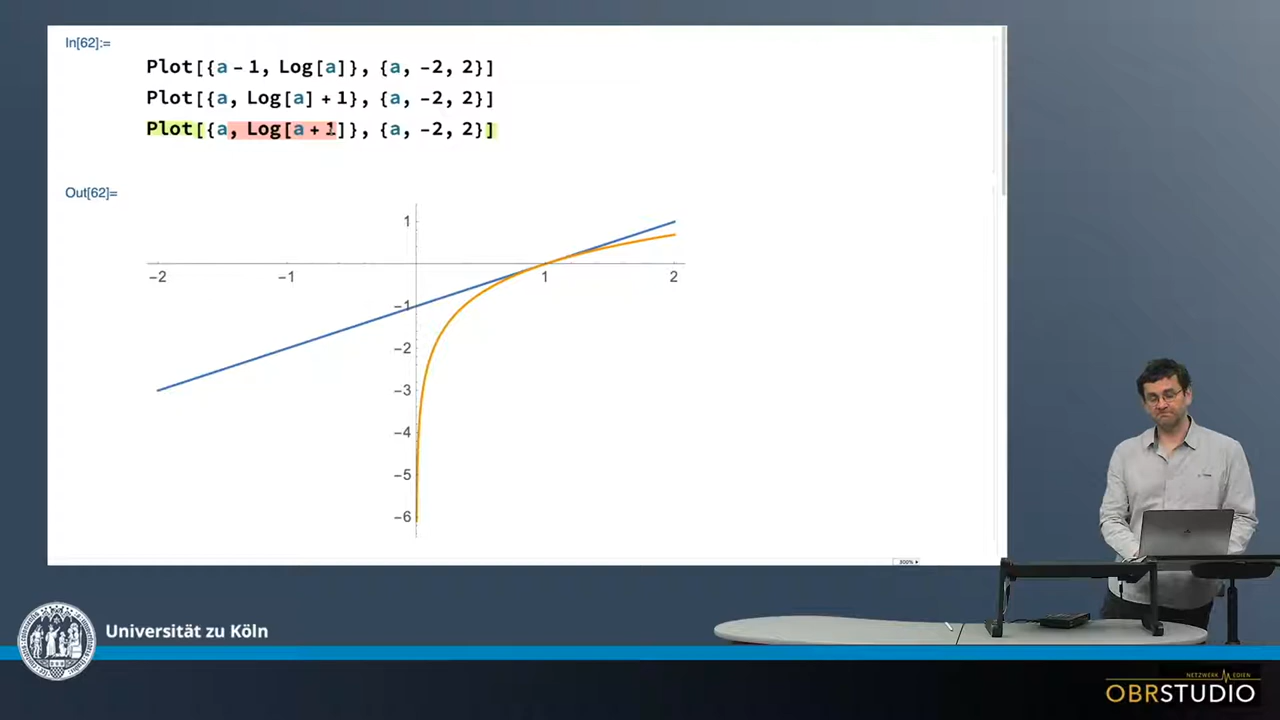 In[62]:=
Plot[{a - 1, Log[a]}, {a, -2, 2}]
Plot[{a, Log[a] + 1}, {a, -2, 2}]
Plot[{a, Log[a + 1]}, {a, -2, 2}]
Out[62]=
1
-2 -1 1 2
-1
-2
-3
-4
-5
-6
300%
Universität zu Köln
NETZWERK MEDIEN
OBRSTUDIO